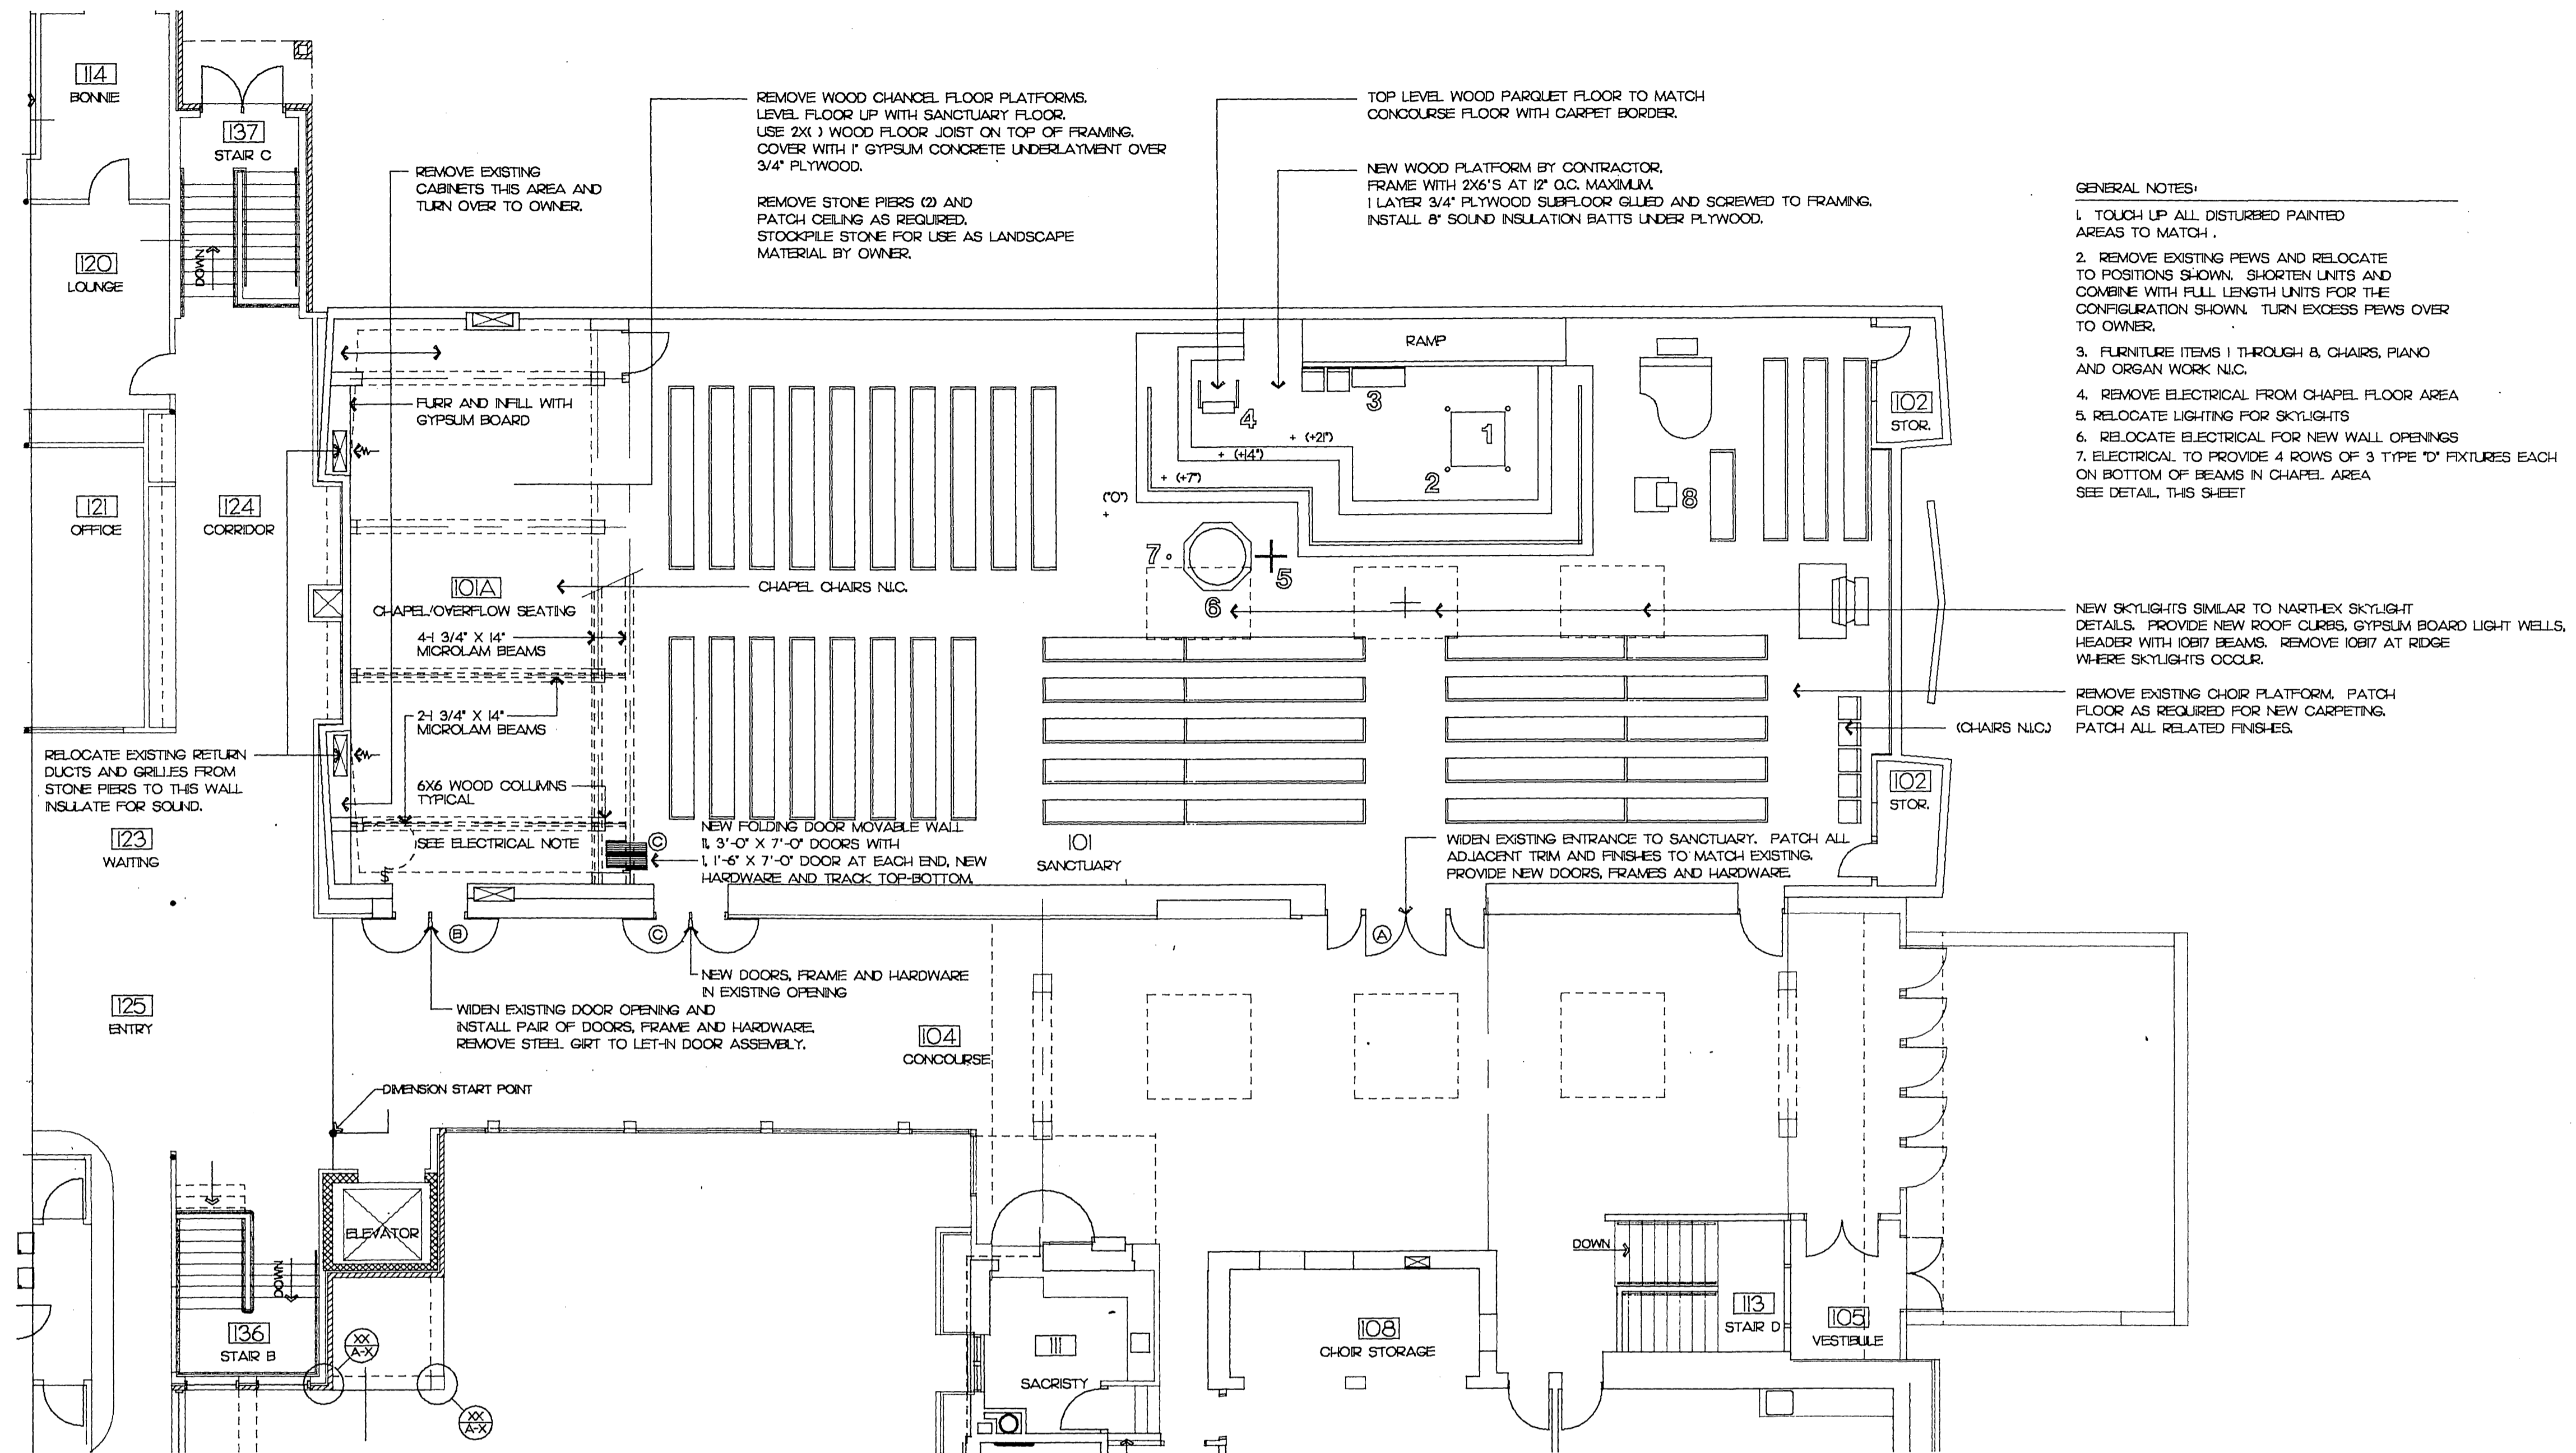 114
BONNIE
137
STAIR C
120
LOUNGE
DOWN
REMOVE EXISTING
CABINETS THIS AREA AND
TURN OVER TO OWNER.
REMOVE WOOD CHANCEL FLOOR PLATFORMS.
LEVEL FLOOR UP WITH SANCTUARY FLOOR.
USE 2X( ) WOOD FLOOR JOIST ON TOP OF FRAMING.
COVER WITH 1" GYPSUM CONCRETE UNDERLAYMENT OVER
3/4" PLYWOOD.
REMOVE STONE PIERS (2) AND
PATCH CEILING AS REQUIRED.
STOCKPILE STONE FOR USE AS LANDSCAPE
MATERIAL BY OWNER.
TOP LEVEL WOOD PARQUET FLOOR TO MATCH
CONCOURSE FLOOR WITH CARPET BORDER.
NEW WOOD PLATFORM BY CONTRACTOR.
FRAME WITH 2X6'S AT 12" O.C. MAXIMUM.
1 LAYER 3/4" PLYWOOD SUBFLOOR GLUED AND SCREWED TO FRAMING.
INSTALL 8" SOUND INSULATION BATTS UNDER PLYWOOD.
GENERAL NOTES:
1. TOUCH UP ALL DISTURBED PAINTED
AREAS TO MATCH .
2. REMOVE EXISTING PEWS AND RELOCATE
TO POSITIONS SHOWN. SHORTEN UNITS AND
COMBINE WITH FULL LENGTH UNITS FOR THE
CONFIGURATION SHOWN. TURN EXCESS PEWS OVER
TO OWNER.
3. FURNITURE ITEMS 1 THROUGH 8, CHAIRS, PIANO
AND ORGAN WORK N.I.C.
4. REMOVE ELECTRICAL FROM CHAPEL FLOOR AREA
5. RELOCATE LIGHTING FOR SKYLIGHTS
6. RELOCATE ELECTRICAL FOR NEW WALL OPENINGS
7. ELECTRICAL TO PROVIDE 4 ROWS OF 3 TYPE "D" FIXTURES EACH
ON BOTTOM OF BEAMS IN CHAPEL AREA
SEE DETAIL, THIS SHEET
RAMP
FURR AND INFILL WITH
GYPSUM BOARD
3
4
1
2
+ (+21")
+ (+14")
+ (+7")
("0")
+
8
102
STOR.
121
OFFICE
124
CORRIDOR
7
5
6
101A
CHAPEL/OVERFLOW SEATING
CHAPEL CHAIRS N.I.C.
4-1 3/4" X 14"
MICROLAM BEAMS
2-1 3/4" X 14"
MICROLAM BEAMS
NEW SKYLIGHTS SIMILAR TO NARTHEX SKYLIGHT
DETAILS. PROVIDE NEW ROOF CURBS, GYPSUM BOARD LIGHT WELLS,
HEADER WITH 10B17 BEAMS. REMOVE 10B17 AT RIDGE
WHERE SKYLIGHTS OCCUR.
REMOVE EXISTING CHOIR PLATFORM. PATCH
FLOOR AS REQUIRED FOR NEW CARPETING.
PATCH ALL RELATED FINISHES.
(CHAIRS N.I.C.)
RELOCATE EXISTING RETURN
DUCTS AND GRILLES FROM
STONE PIERS TO THIS WALL
INSULATE FOR SOUND.
6X6 WOOD COLUMNS
TYPICAL
102
STOR.
123
WAITING
SEE ELECTRICAL NOTE
C
$
NEW FOLDING DOOR MOVABLE WALL
11, 3'-0" X 7'-0" DOORS WITH
1, 1'-6" X 7'-0" DOOR AT EACH END, NEW
HARDWARE AND TRACK TOP-BOTTOM.
101
SANCTUARY
WIDEN EXISTING ENTRANCE TO SANCTUARY. PATCH ALL
ADJACENT TRIM AND FINISHES TO MATCH EXISTING.
PROVIDE NEW DOORS, FRAMES AND HARDWARE.
B
C
A
NEW DOORS, FRAME AND HARDWARE
IN EXISTING OPENING
125
ENTRY
WIDEN EXISTING DOOR OPENING AND
INSTALL PAIR OF DOORS, FRAME AND HARDWARE.
REMOVE STEEL GIRT TO LET-IN DOOR ASSEMBLY.
104
CONCOURSE
DIMENSION START POINT
ELEVATOR
DOWN
136
STAIR B
XX
A-X
XX
A-X
111
SACRISTY
108
CHOIR STORAGE
DOWN
113
STAIR D
105
VESTIBULE